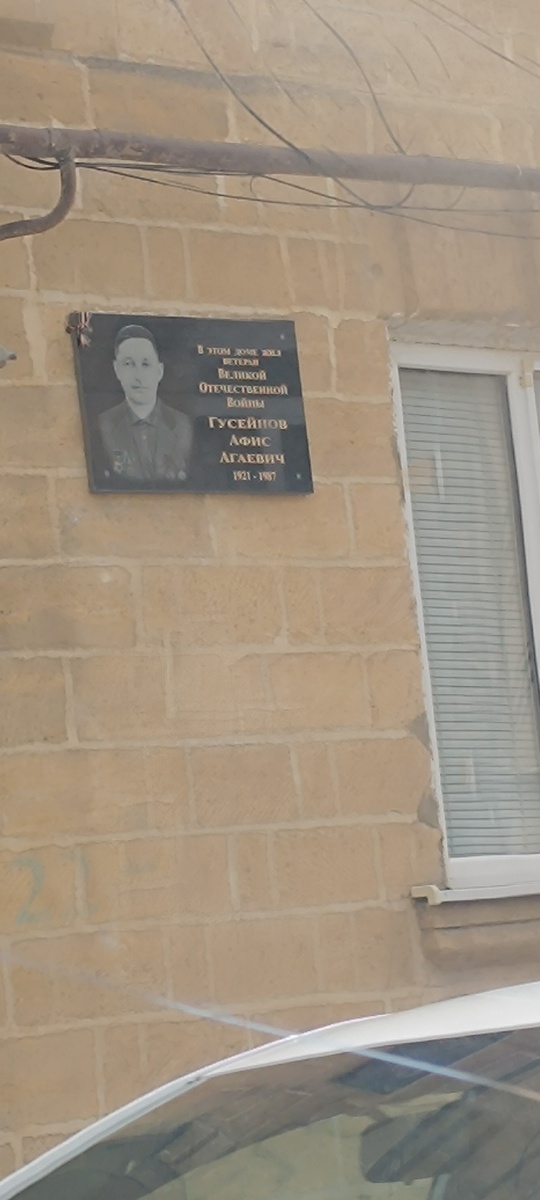 В этом доме жил
ветеран
Великой
Отечественной
Войны
Гусейнов
Афис
Агаевич
1921 - 1987